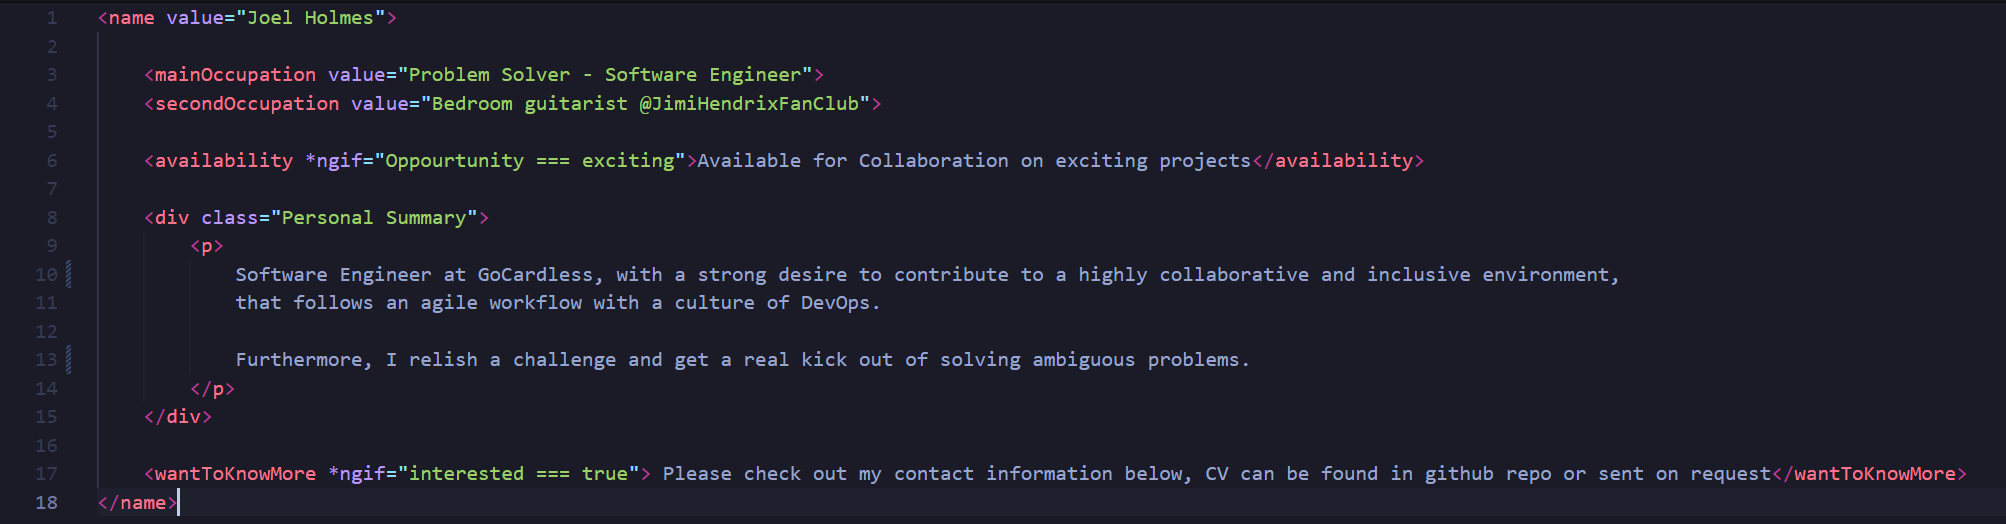 1 <name value="Joel Holmes">
2
3 <mainOccupation value="Problem Solver - Software Engineer">
4 <secondOccupation value="Bedroom guitarist @JimiHendrixFanClub">
5
6 <availability *ngif="Oppourtunity === exciting">Available for Collaboration on exciting projects</availability>
7
8 <div class="Personal Summary">
9 <p>
10 Software Engineer at GoCardless, with a strong desire to contribute to a highly collaborative and inclusive environment,
11 that follows an agile workflow with a culture of DevOps.
12
13 Furthermore, I relish a challenge and get a real kick out of solving ambiguous problems.
14 </p>
15 </div>
16
17 <wantToKnowMore *ngif="interested === true"> Please check out my contact information below, CV can be found in github repo or sent on request</wantToKnowMore>
18 </name>